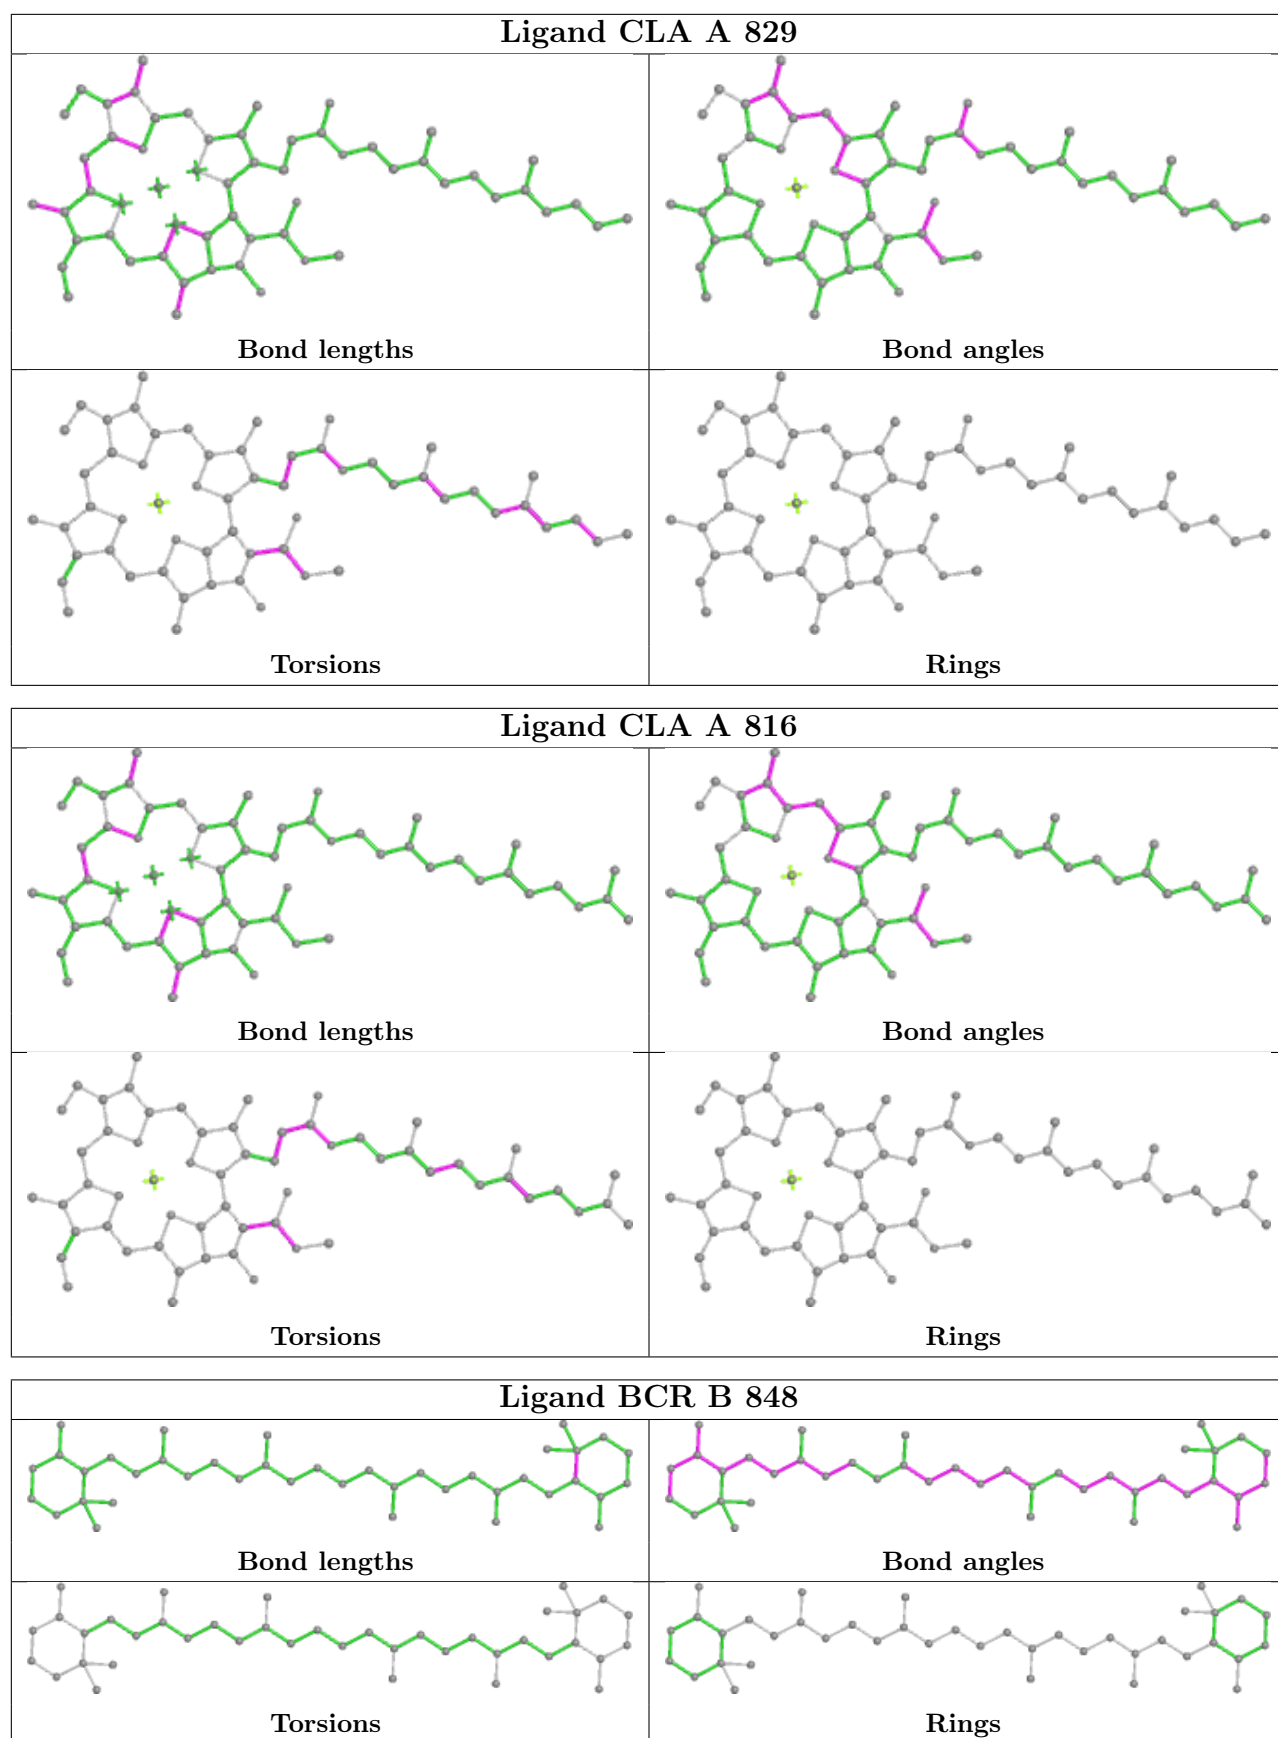 Ligand CLA A 829
Bond lengths
Bond angles
Torsions
Rings
Ligand CLA A 816
Bond lengths
Bond angles
Torsions
Rings
Ligand BCR B 848
Bond lengths
Bond angles
Torsions
Rings